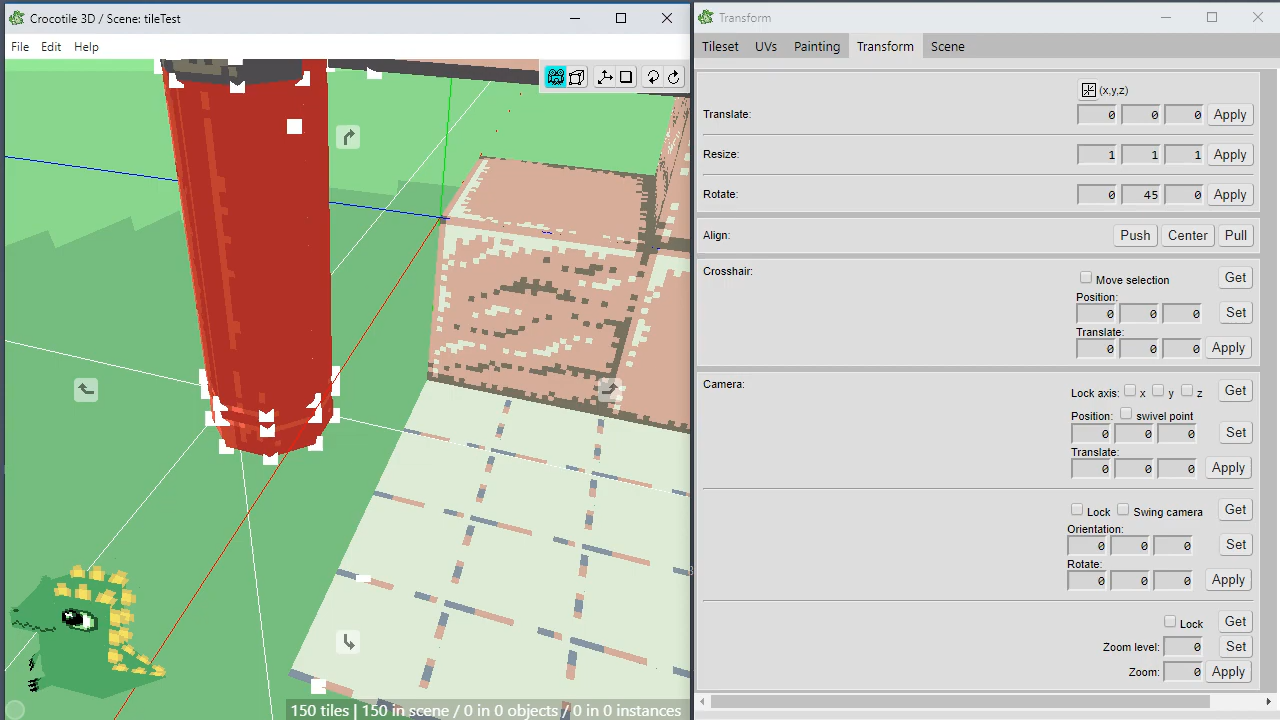 Crocotile 3D / Scene: tileTest
File Edit Help
150 tiles | 150 in scene / 0 in 0 objects / 0 in 0 instances
Transform
Tileset UVs Painting Transform Scene
(x,y,z)
Translate: 0 0 0 Apply
Resize: 1 1 1 Apply
Rotate: 0 45 0 Apply
Align: Push Center Pull
Crosshair: Move selection Get
Position:
0 0 0 Set
Translate:
0 0 0 Apply
Camera: Lock axis: x y z Get
Position: swivel point
0 0 0 Set
Translate:
0 0 0 Apply
Lock Swing camera Get
Orientation:
0 0 0 Set
Rotate:
0 0 0 Apply
Lock Get
Zoom level: 0 Set
Zoom: 0 Apply